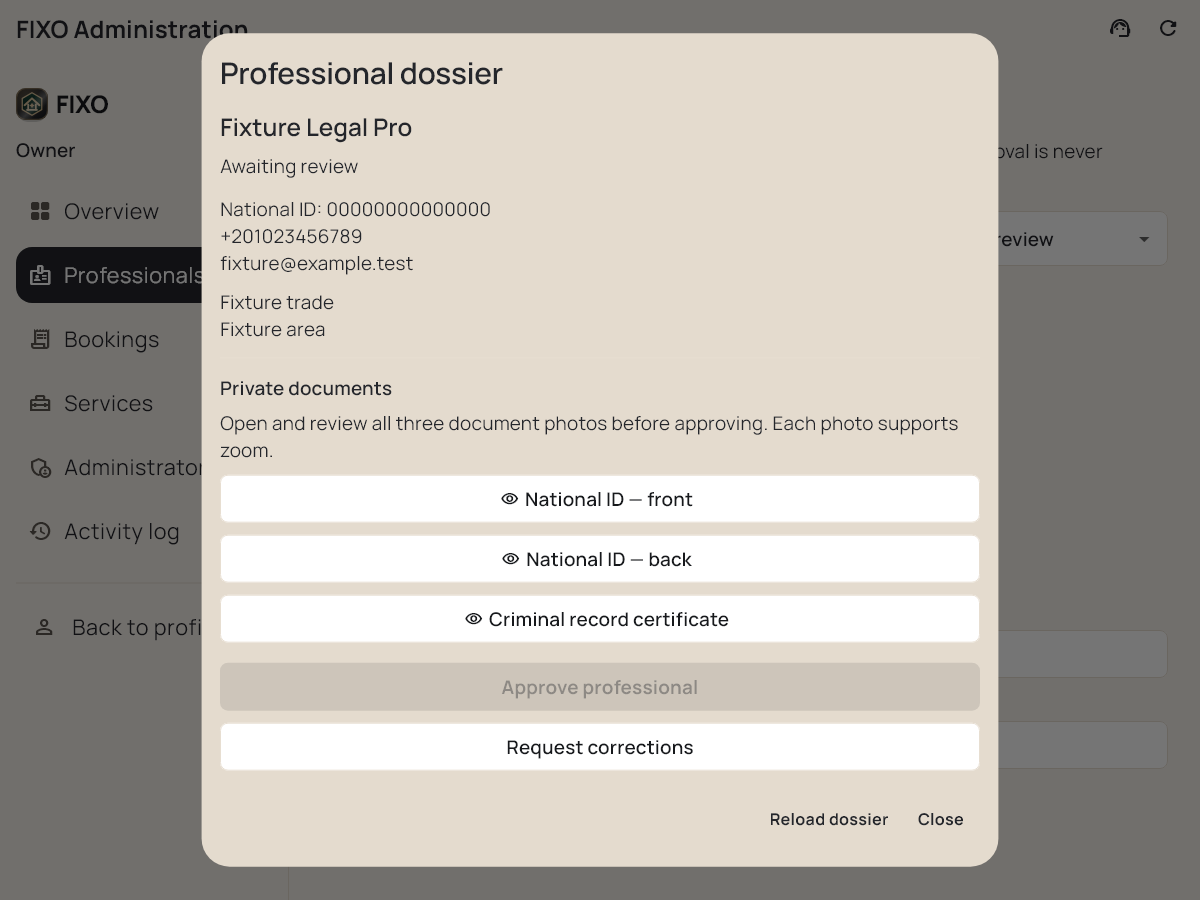 FIXO Administration
FIXO
Owner
Overview
Professionals
Bookings
Services
Activity log
Back to
oval is never
review
Professional dossier
Fixture Legal Pro
Awaiting review
National ID: 00000000000000
+201023456789
fixture@example.test
Fixture trade
Fixture area
Private documents
Open and review all three document photos before approving. Each photo supports
zoom.
National ID — front
National ID — back
Criminal record certificate
Approve professional
Request corrections
Reload dossier
Close